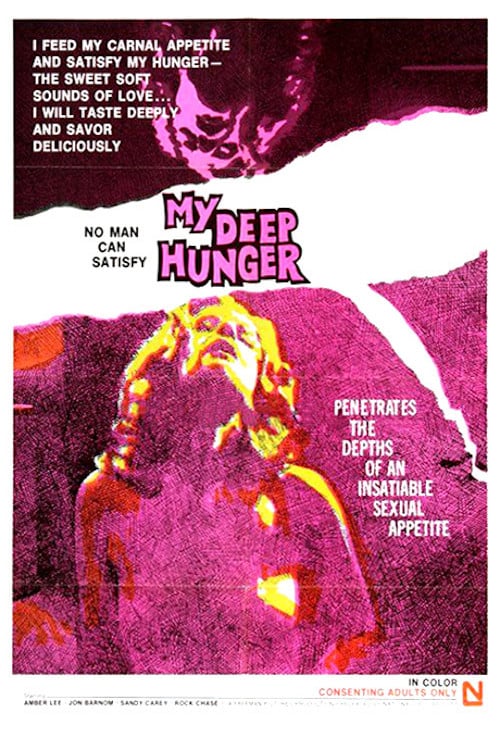 I FEED MY CARNAL APPETITE
AND SATISFY MY HUNGER—
THE SWEET SOFT
SOUNDS OF LOVE...
I WILL TASTE DEEPLY
AND SAVOR
DELICIOUSLY
NO MAN
CAN
SATISFY
MY
DEEP
HUNGER
PENETRATES
THE
DEPTHS
OF AN
INSATIABLE
SEXUAL
APPETITE
IN COLOR
CONSENTING ADULTS ONLY
Starring
AMBER LEE · JON BARNOM · SANDY CAREY · ROCK CHASE